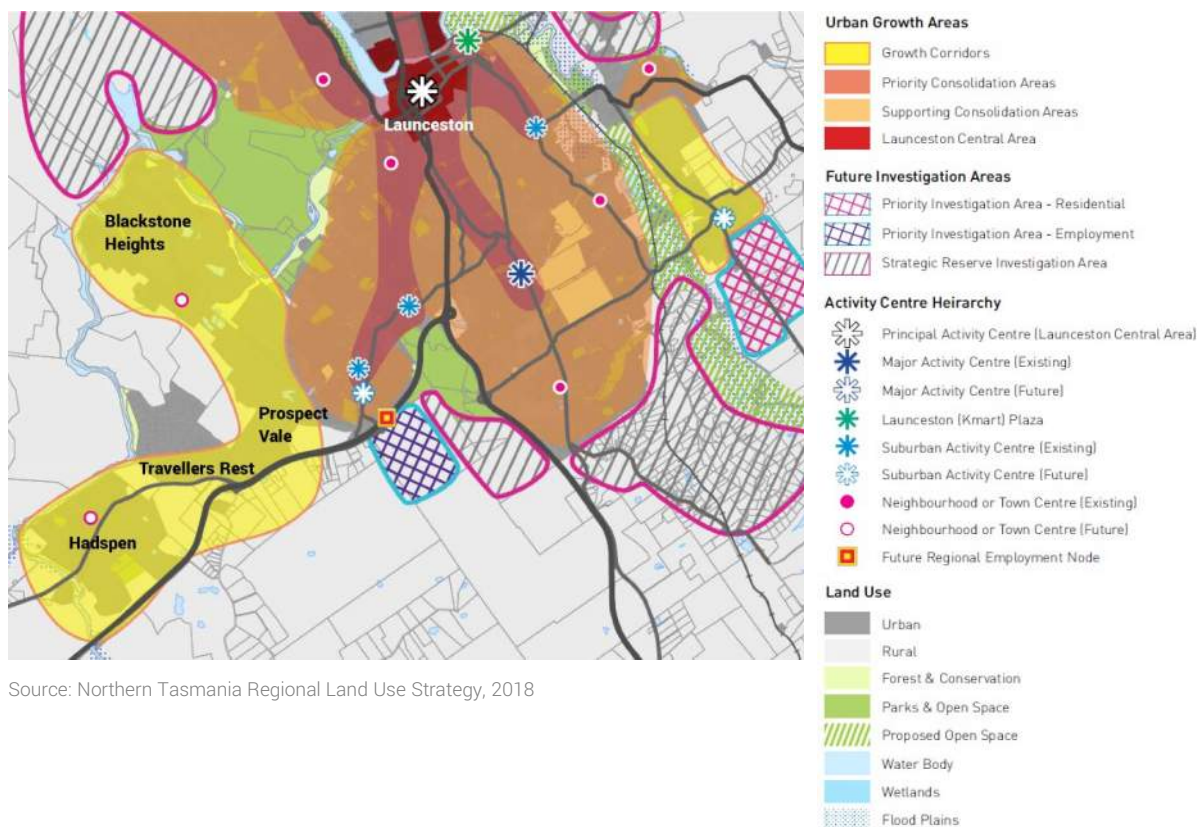 Launceston
Blackstone
Heights
Prospect
Vale
Travellers Rest
Hadspen
Source: Northern Tasmania Regional Land Use Strategy, 2018
Urban Growth Areas
Growth Corridors
Priority Consolidation Areas
Supporting Consolidation Areas
Launceston Central Area
Future Investigation Areas
Priority Investigation Area - Residential
Priority Investigation Area - Employment
Strategic Reserve Investigation Area
Activity Centre Heirarchy
Principal Activity Centre (Launceston Central Area)
Major Activity Centre (Existing)
Major Activity Centre (Future)
Launceston (Kmart) Plaza
Suburban Activity Centre (Existing)
Suburban Activity Centre (Future)
Neighbourhood or Town Centre (Existing)
Neighbourhood or Town Centre (Future)
Future Regional Employment Node
Land Use
Urban
Rural
Forest & Conservation
Parks & Open Space
Proposed Open Space
Water Body
Wetlands
Flood Plains